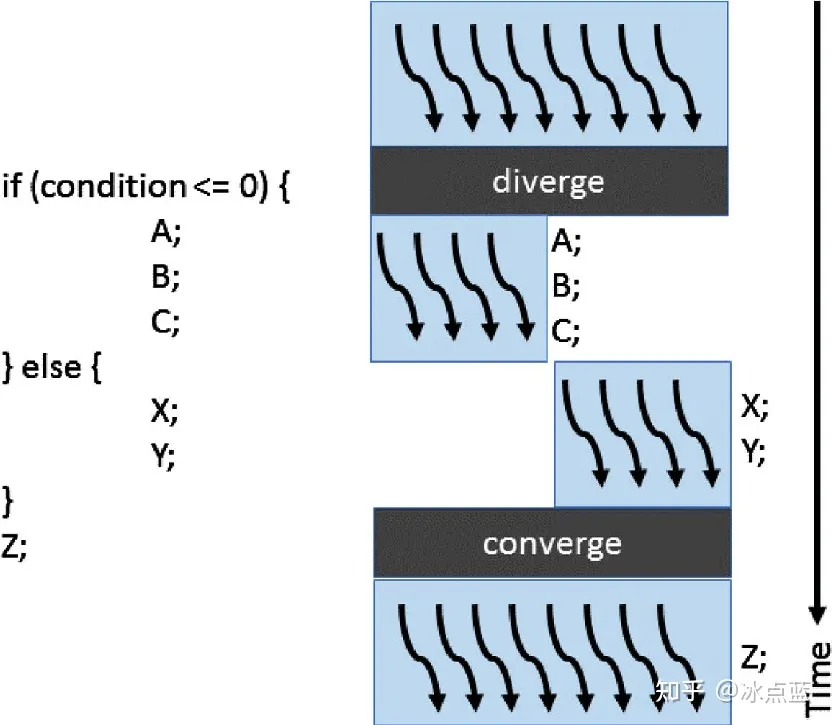 if (condition <= 0) {
A;
B;
C;
} else {
X;
Y;
}
Z;
diverge
A;
B;
C;
X;
Y;
converge
Z;
Time
知乎 @冰点蓝